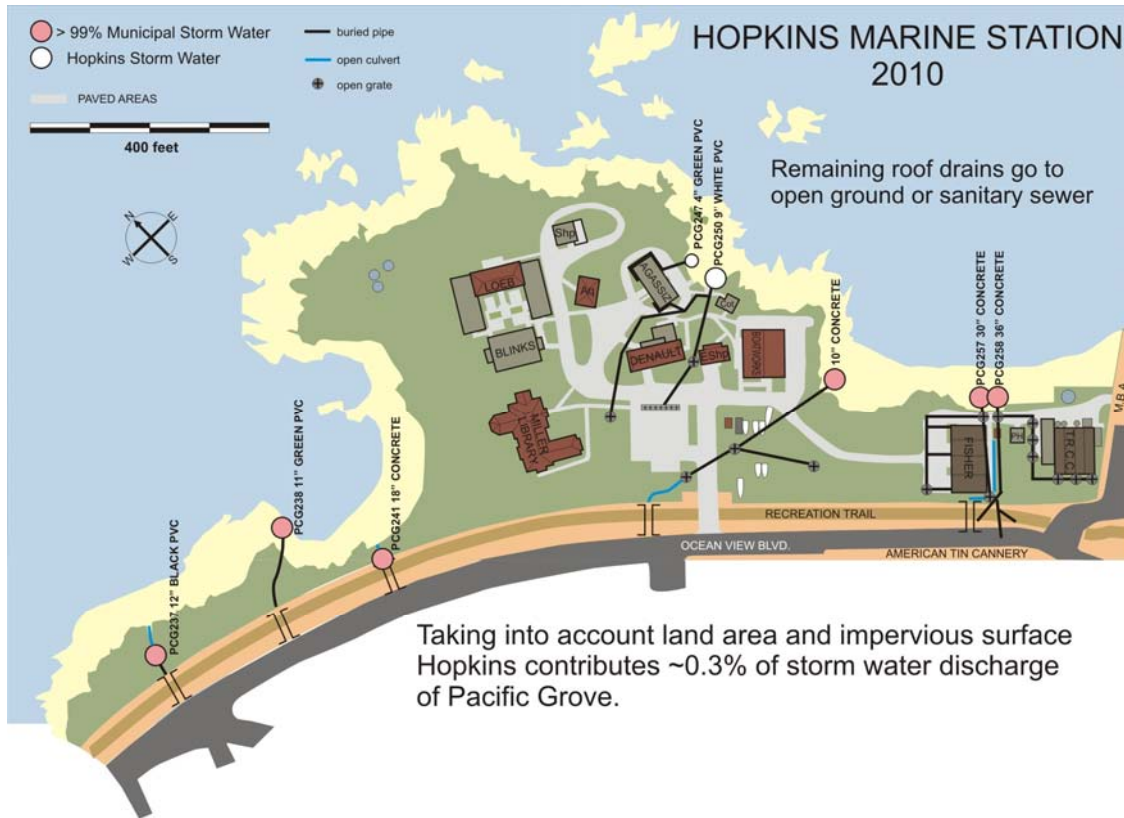 > 99% Municipal Storm Water
Hopkins Storm Water
PAVED AREAS
400 feet
buried pipe
open culvert
open grate
HOPKINS MARINE STATION
2010
Remaining roof drains go to
open ground or sanitary sewer
N
E
W
S
PCG247 4" GREEN PVC
PCG250 9" WHITE PVC
10" CONCRETE
PCG257 30" CONCRETE
PCG258 36" CONCRETE
M.B.A.
Shp
LOEB
AQ
AGASSIZ
BLINKS
DENAULT
EShp
BOATWORKS
MILLER
LIBRARY
FISHER
T.R.C.C.
PCG238 11" GREEN PVC
PCG241 18" CONCRETE
PCG237 12" BLACK PVC
RECREATION TRAIL
OCEAN VIEW BLVD.
AMERICAN TIN CANNERY
Taking into account land area and impervious surface
Hopkins contributes ~0.3% of storm water discharge
of Pacific Grove.